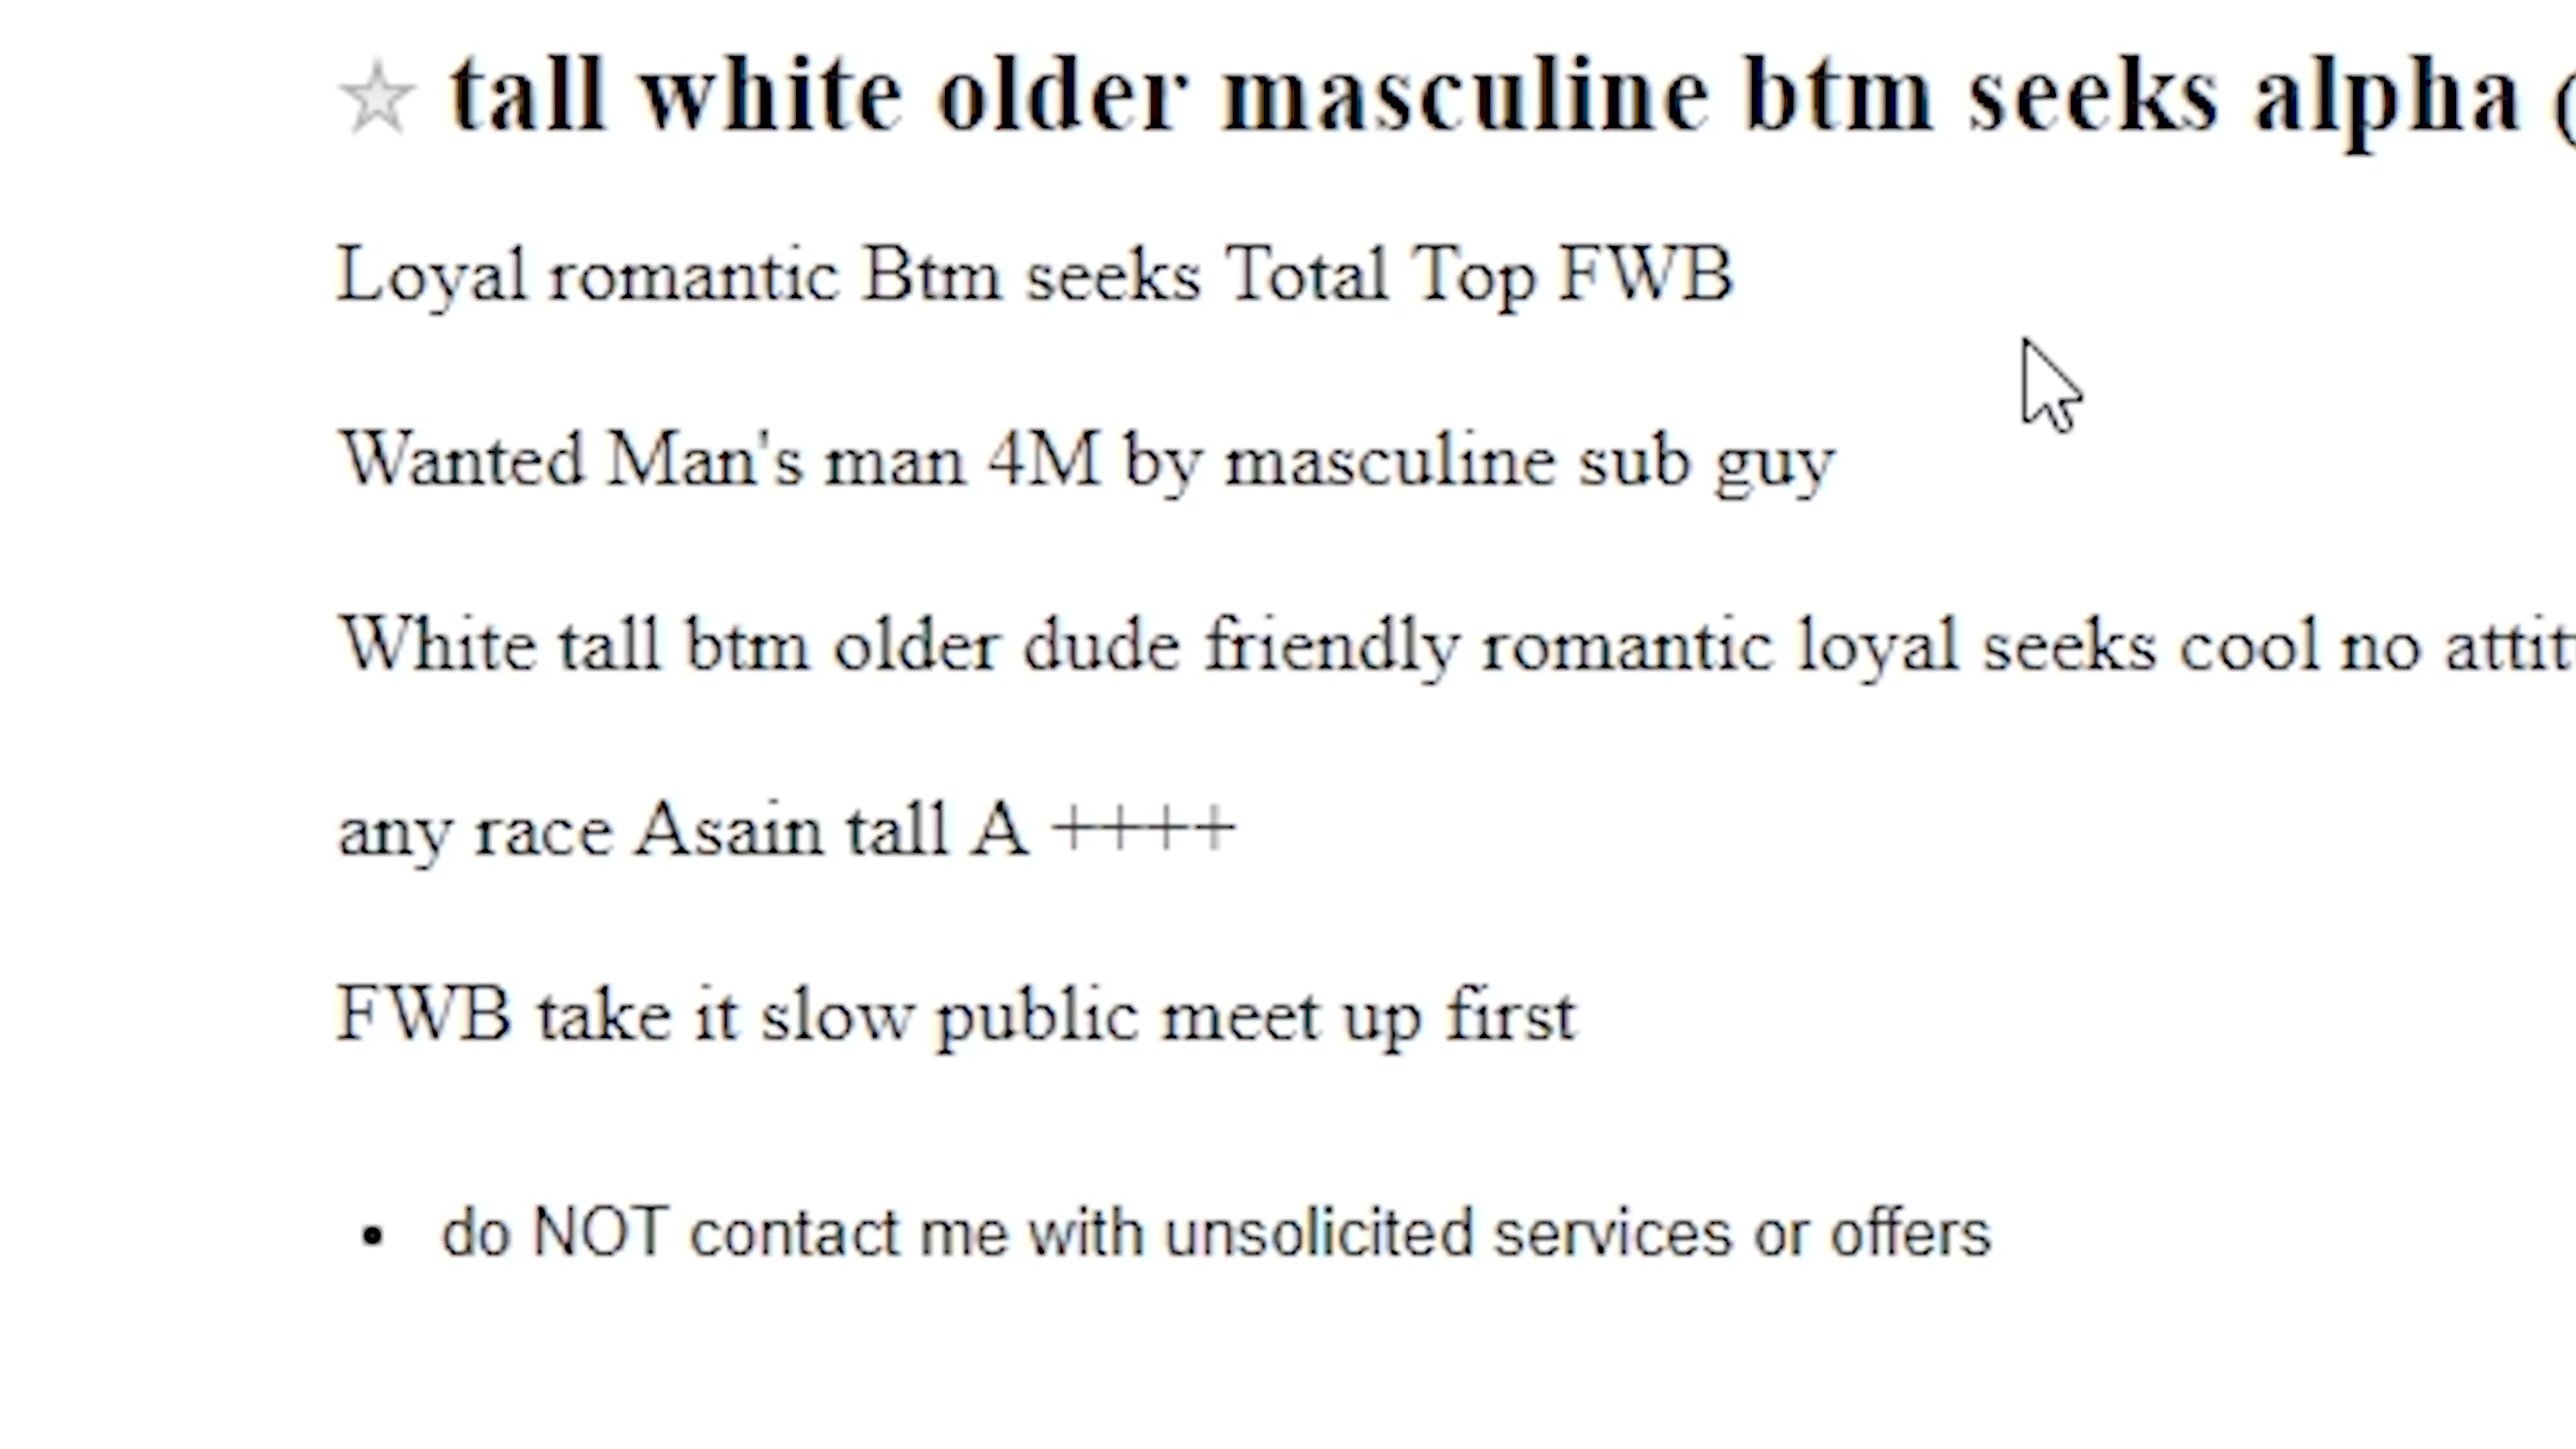 ☆ tall white older masculine btm seeks alpha (
Loyal romantic Btm seeks Total Top FWB
Wanted Man's man 4M by masculine sub guy
White tall btm older dude friendly romantic loyal seeks cool no
any race Asain tall A ++++
FWB take it slow public meet up first
• do NOT contact me with unsolicited services or offers